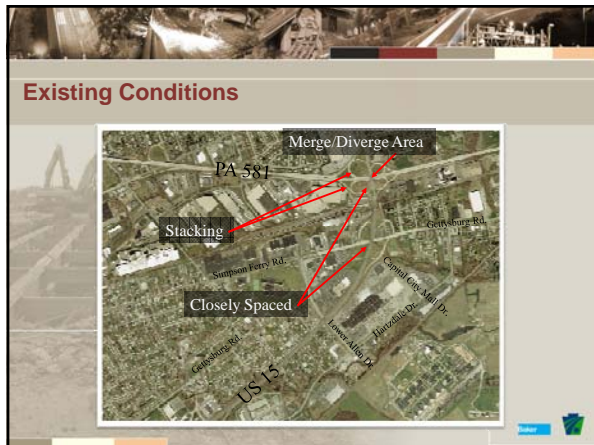 Existing Conditions
Merge/Diverge Area
PA 581
Stacking
Gettysburg Rd.
Simpson Ferry Rd.
Capital City Mall Dr.
Closely Spaced
Hartzdale Dr.
Lower Allen Dr.
Gettysburg Rd.
US 15
Baker